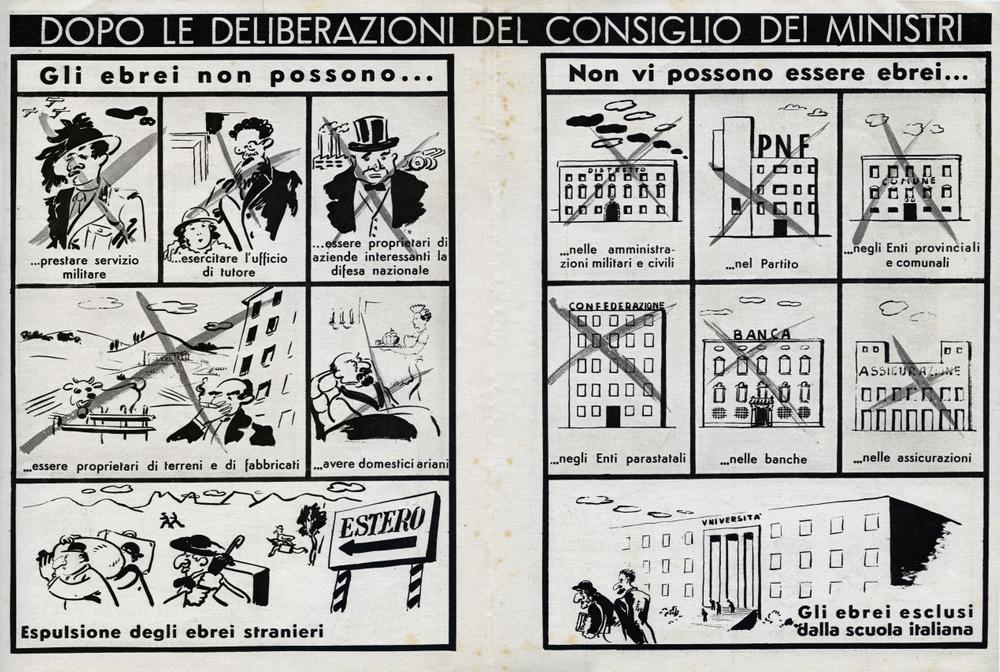 DOPO LE DELIBERAZIONI DEL CONSIGLIO DEI MINISTRI
Gli ebrei non possono...
...prestare servizio
militare
...esercitare l'ufficio
di tutore
...essere proprietari di
aziende interessanti la
difesa nazionale
...essere proprietari di terreni e di fabbricati
...avere domestici ariani
ESTERO
Espulsione degli ebrei stranieri
Non vi possono essere ebrei...
DISTRETTO
...nelle amministra-
zioni militari e civili
PNF
...nel Partito
COMUNE
...negli Enti provinciali
e comunali
CONFEDERAZIONE
...negli Enti parastatali
BANCA
...nelle banche
ASSICURAZIONE
...nelle assicurazioni
VNIVERSITA'
Gli ebrei esclusi
dalla scuola italiana